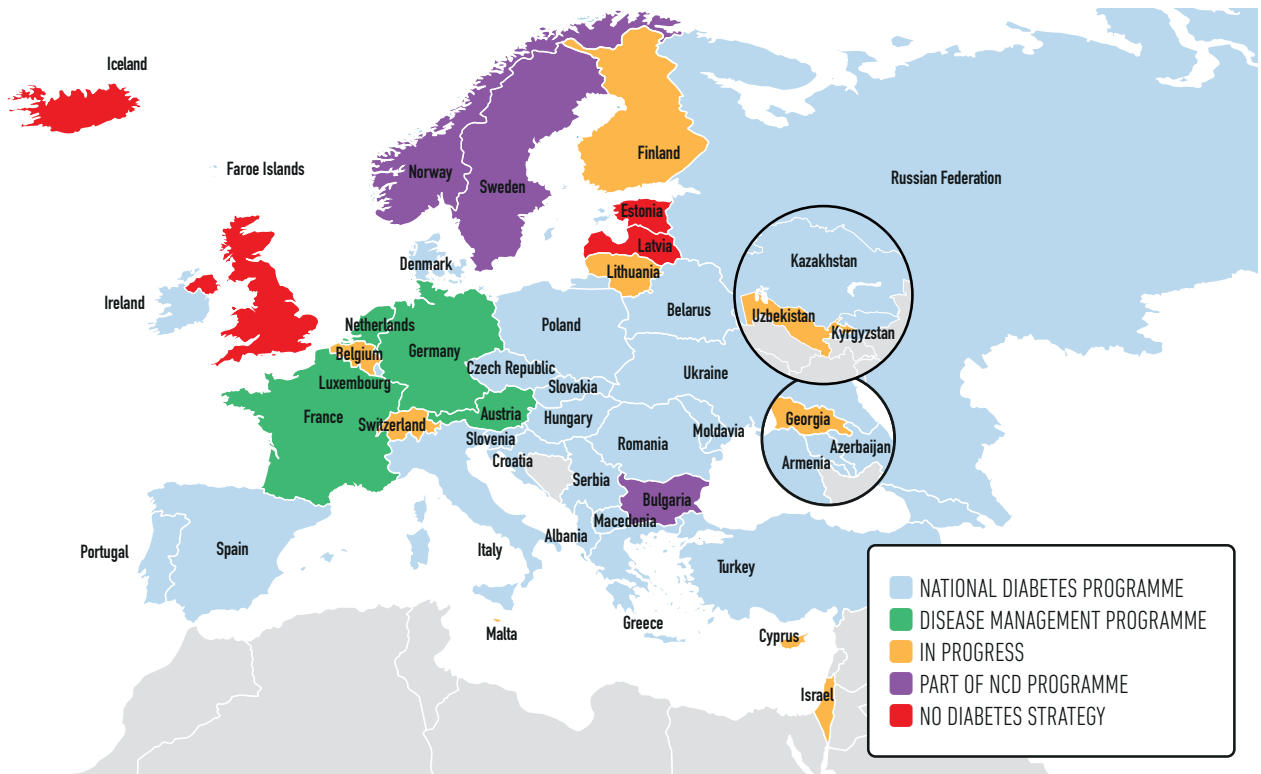 Iceland
Faroe Islands
Norway
Sweden
Finland
Russian Federation
Estonia
Latvia
Lithuania
Denmark
Ireland
Kazakhstan
Uzbekistan
Kyrgyzstan
Belarus
Poland
Netherlands
Germany
Belgium
Luxembourg
Czech Republic
Ukraine
Slovakia
France
Switzerland
Austria
Hungary
Moldavia
Romania
Slovenia
Croatia
Georgia
Azerbaijan
Armenia
Serbia
Bulgaria
Macedonia
Albania
Portugal
Spain
Italy
Turkey
Greece
Malta
Cyprus
Israel
NATIONAL DIABETES PROGRAMME
DISEASE MANAGEMENT PROGRAMME
IN PROGRESS
PART OF NCD PROGRAMME
NO DIABETES STRATEGY